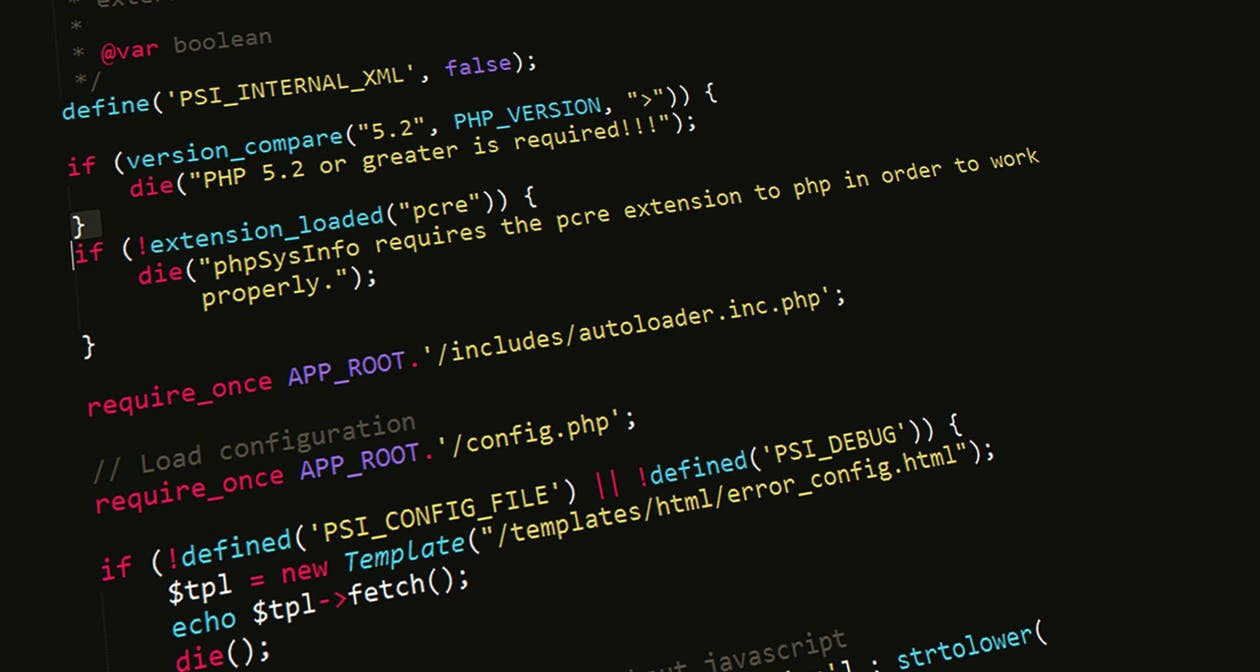 *
* @var boolean
*/
define('PSI_INTERNAL_XML', false);
if (version_compare("5.2", PHP_VERSION, ">")) {
die("PHP 5.2 or greater is required!!!");
}
if (!extension_loaded("pcre")) {
die("phpSysInfo requires the pcre extension to php in order to work
properly.");
}
require_once APP_ROOT.'/includes/autoloader.inc.php';
// Load configuration
require_once APP_ROOT.'/config.php';
if (!defined('PSI_CONFIG_FILE') || !defined('PSI_DEBUG')) {
$tpl = new Template("/templates/html/error_config.html");
echo $tpl->fetch();
die();
javascript
strtolower(